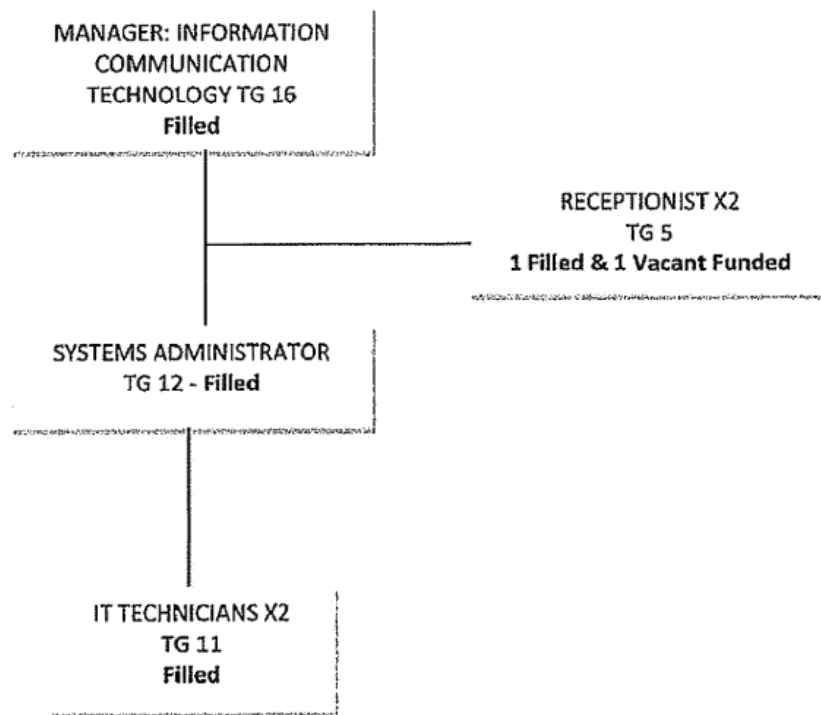 MANAGER: INFORMATION
COMMUNICATION
TECHNOLOGY TG 16
Filled
RECEPTIONIST X2
TG 5
1 Filled & 1 Vacant Funded
SYSTEMS ADMINISTRATOR
TG 12 - Filled
IT TECHNICIANS X2
TG 11
Filled